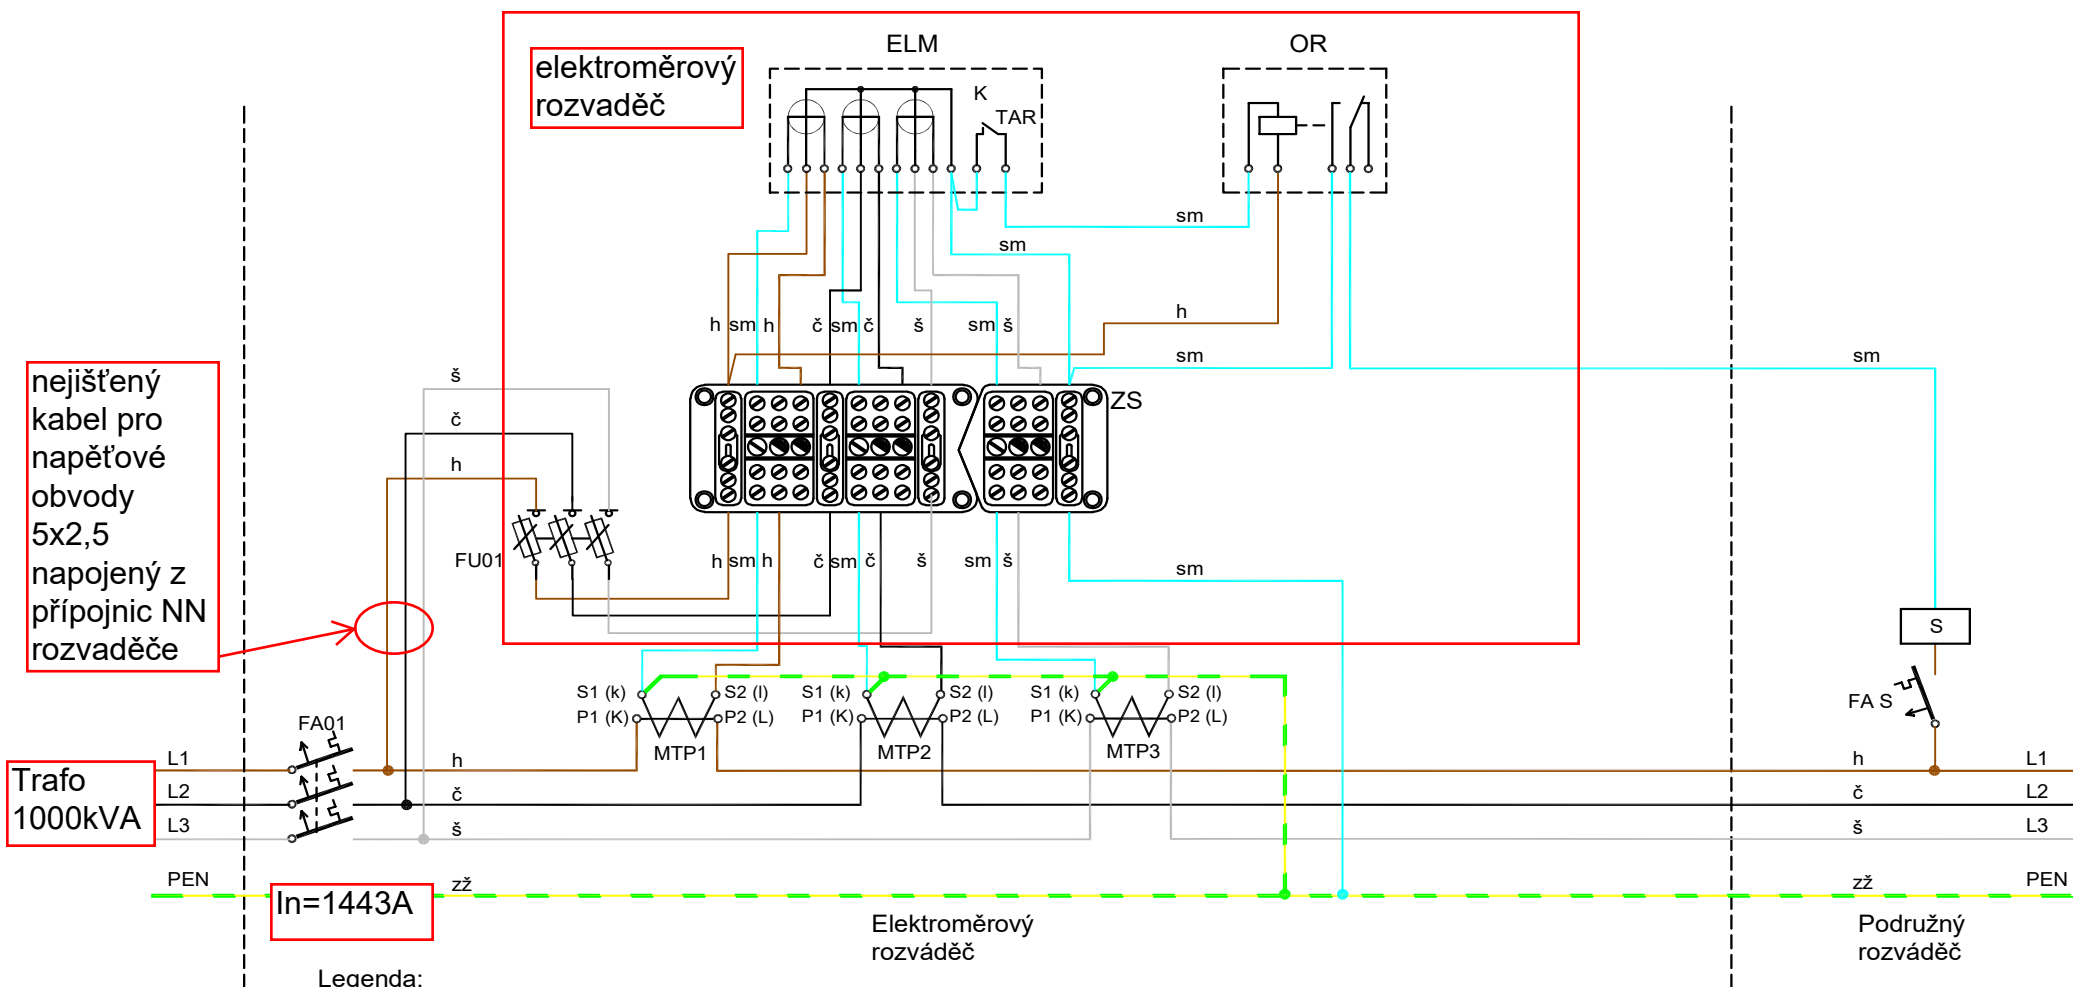 ELM
OR
elektroměrový
rozvaděč
K
TAR
sm
sm
h
sm
h
č
sm
č
š
sm
š
h
sm
sm
nejištěný
kabel pro
napěťové
obvody
5x2,5
napojený z
přípojnic NN
rozvaděče
š
č
h
ZS
FU01
h
sm
h
č
sm
č
š
sm
š
sm
S
S1 (k)
S2 (l)
S1 (k)
S2 (l)
S1 (k)
S2 (l)
P1 (K)
P2 (L)
P1 (K)
P2 (L)
P1 (K)
P2 (L)
MTP1
MTP2
MTP3
FA S
FA01
Trafo
1000kVA
L1
h
h
L1
L2
č
č
L2
L3
š
š
L3
PEN
zž
zž
PEN
In=1443A
Elektroměrový
rozváděč
Podružný
rozváděč
Legenda: